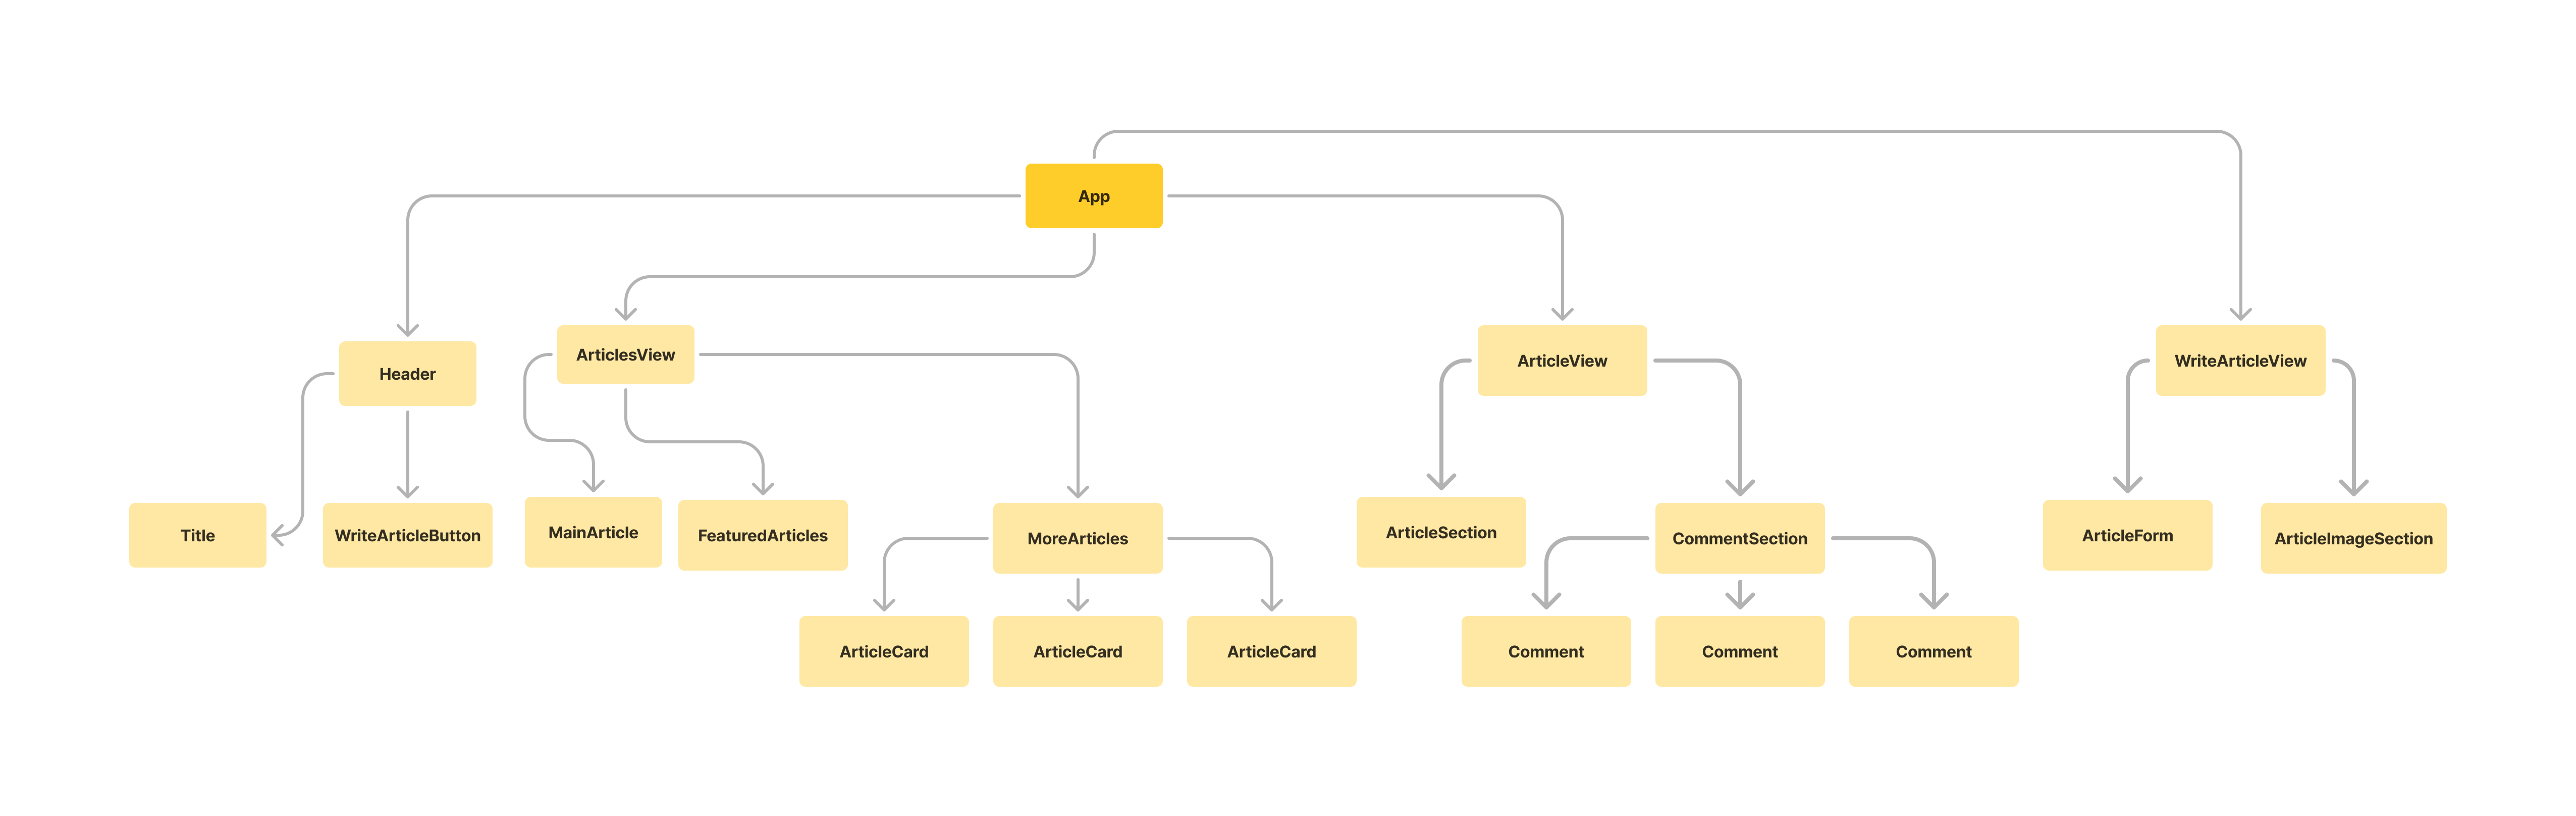 App
Header
ArticlesView
ArticleView
WriteArticleView
Title
WriteArticleButton
MainArticle
FeaturedArticles
MoreArticles
ArticleSection
CommentSection
ArticleForm
ArticleImageSection
ArticleCard
ArticleCard
ArticleCard
Comment
Comment
Comment